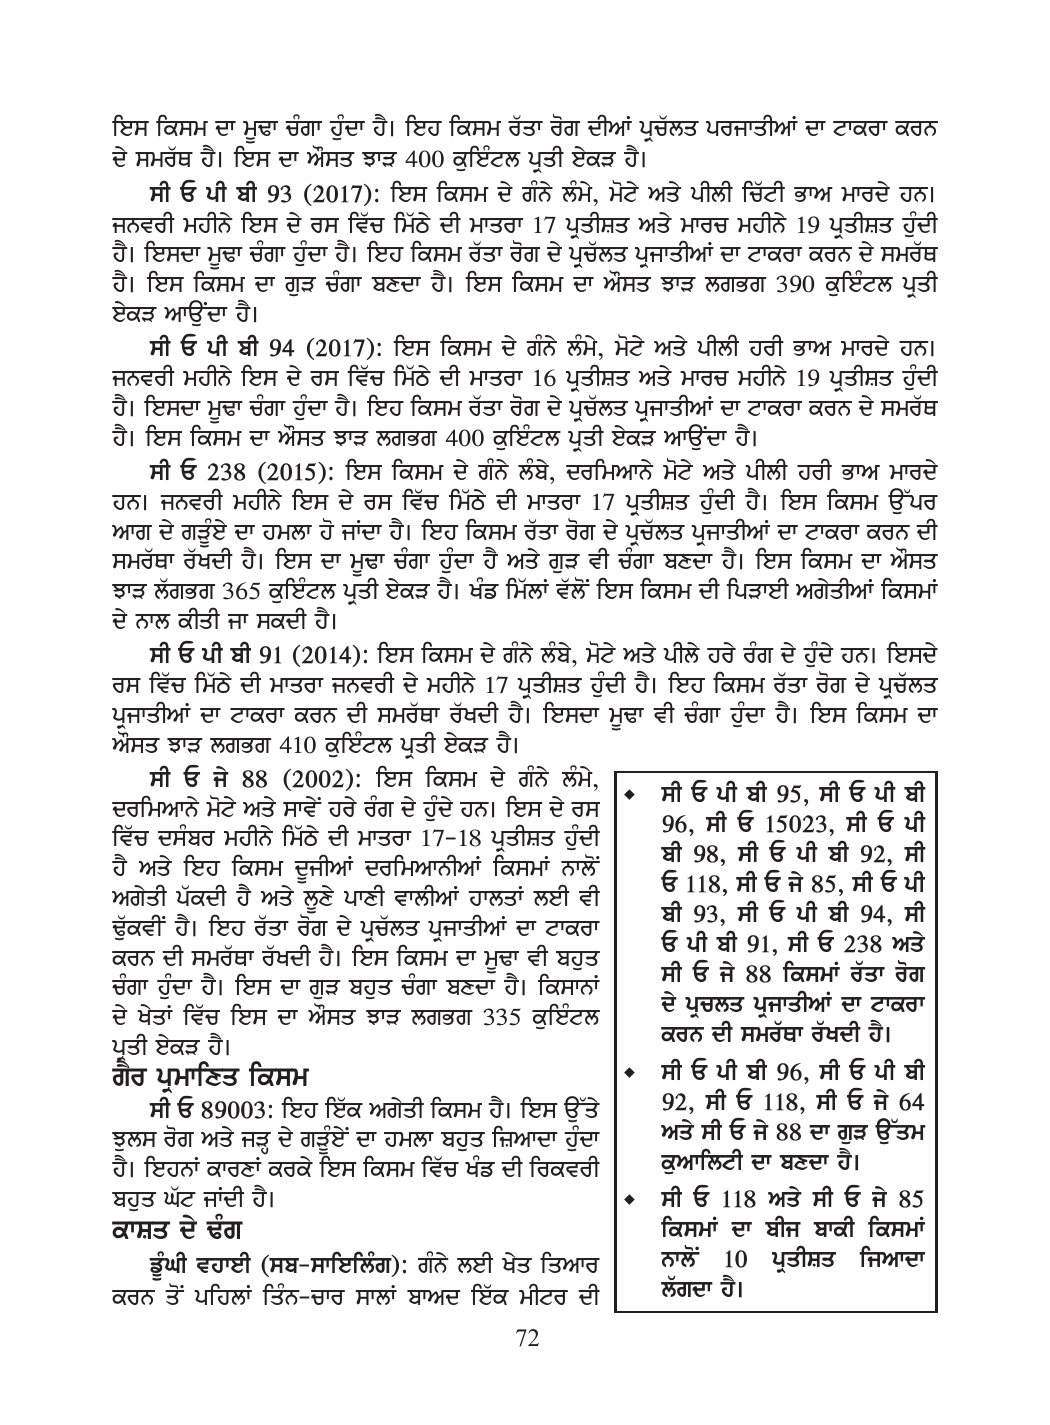 ਇਸ ਕਿਸਮ ਦਾ ਮੂਢਾ ਚੰਗਾ ਹੁੰਦਾ ਹੈ। ਇਹ ਕਿਸਮ ਰੱਤਾ ਰੋਗ ਦੀਆਂ ਪ੍ਰਚੱਲਤ ਪਰਜਾਤੀਆਂ ਦਾ ਟਾਕਰਾ ਕਰਨ
ਦੇ ਸਮਰੱਥ ਹੈ। ਇਸ ਦਾ ਔਸਤ ਝਾੜ 400 ਕੁਇੰਟਲ ਪ੍ਰਤੀ ਏਕੜ ਹੈ।
ਸੀ ਓ ਪੀ ਬੀ 93 (2017): ਇਸ ਕਿਸਮ ਦੇ ਗੰਨੇ ਲੰਮੇ, ਮੋਟੇ ਅਤੇ ਪੀਲੀ ਚਿੱਟੀ ਭਾਅ ਮਾਰਦੇ ਹਨ।
ਜਨਵਰੀ ਮਹੀਨੇ ਇਸ ਦੇ ਰਸ ਵਿੱਚ ਮਿੱਠੇ ਦੀ ਮਾਤਰਾ 17 ਪ੍ਰਤੀਸ਼ਤ ਅਤੇ ਮਾਰਚ ਮਹੀਨੇ 19 ਪ੍ਰਤੀਸ਼ਤ ਹੁੰਦੀ
ਹੈ। ਇਸਦਾ ਮੂਢਾ ਚੰਗਾ ਹੁੰਦਾ ਹੈ। ਇਹ ਕਿਸਮ ਰੱਤਾ ਰੋਗ ਦੇ ਪ੍ਰਚੱਲਤ ਪ੍ਰਜਾਤੀਆਂ ਦਾ ਟਾਕਰਾ ਕਰਨ ਦੇ ਸਮਰੱਥ
ਹੈ। ਇਸ ਕਿਸਮ ਦਾ ਗੁੜ ਚੰਗਾ ਬਣਦਾ ਹੈ। ਇਸ ਕਿਸਮ ਦਾ ਔਸਤ ਝਾੜ ਲਗਭਗ 390 ਕੁਇੰਟਲ ਪ੍ਰਤੀ
ਏਕੜ ਆਉਂਦਾ ਹੈ।
ਸੀ ਓ ਪੀ ਬੀ 94 (2017): ਇਸ ਕਿਸਮ ਦੇ ਗੰਨੇ ਲੰਮੇ, ਮੋਟੇ ਅਤੇ ਪੀਲੀ ਹਰੀ ਭਾਅ ਮਾਰਦੇ ਹਨ।
ਜਨਵਰੀ ਮਹੀਨੇ ਇਸ ਦੇ ਰਸ ਵਿੱਚ ਮਿੱਠੇ ਦੀ ਮਾਤਰਾ 16 ਪ੍ਰਤੀਸ਼ਤ ਅਤੇ ਮਾਰਚ ਮਹੀਨੇ 19 ਪ੍ਰਤੀਸ਼ਤ ਹੁੰਦੀ
ਹੈ। ਇਸਦਾ ਮੂਢਾ ਚੰਗਾ ਹੁੰਦਾ ਹੈ। ਇਹ ਕਿਸਮ ਰੱਤਾ ਰੋਗ ਦੇ ਪ੍ਰਚੱਲਤ ਪ੍ਰਜਾਤੀਆਂ ਦਾ ਟਾਕਰਾ ਕਰਨ ਦੇ ਸਮਰੱਥ
ਹੈ। ਇਸ ਕਿਸਮ ਦਾ ਔਸਤ ਝਾੜ ਲਗਭਗ 400 ਕੁਇੰਟਲ ਪ੍ਰਤੀ ਏਕੜ ਆਉਂਦਾ ਹੈ।
ਸੀ ਓ 238 (2015): ਇਸ ਕਿਸਮ ਦੇ ਗੰਨੇ ਲੰਬੇ, ਦਰਮਿਆਨੇ ਮੋਟੇ ਅਤੇ ਪੀਲੀ ਹਰੀ ਭਾਅ ਮਾਰਦੇ
ਹਨ। ਜਨਵਰੀ ਮਹੀਨੇ ਇਸ ਦੇ ਰਸ ਵਿੱਚ ਮਿੱਠੇ ਦੀ ਮਾਤਰਾ 17 ਪ੍ਰਤੀਸ਼ਤ ਹੁੰਦੀ ਹੈ। ਇਸ ਕਿਸਮ ਉੱਪਰ
ਆਗ ਦੇ ਗੜੂੰਏ ਦਾ ਹਮਲਾ ਹੋ ਜਾਂਦਾ ਹੈ। ਇਹ ਕਿਸਮ ਰੱਤਾ ਰੋਗ ਦੇ ਪ੍ਰਚੱਲਤ ਪ੍ਰਜਾਤੀਆਂ ਦਾ ਟਾਕਰਾ ਕਰਨ ਦੀ
ਸਮਰੱਥਾ ਰੱਖਦੀ ਹੈ। ਇਸ ਦਾ ਮੂਢਾ ਚੰਗਾ ਹੁੰਦਾ ਹੈ ਅਤੇ ਗੁੜ ਵੀ ਚੰਗਾ ਬਣਦਾ ਹੈ। ਇਸ ਕਿਸਮ ਦਾ ਔਸਤ
ਝਾੜ ਲੱਗਭਗ 365 ਕੁਇੰਟਲ ਪ੍ਰਤੀ ਏਕੜ ਹੈ। ਖੰਡ ਮਿੱਲਾਂ ਵੱਲੋਂ ਇਸ ਕਿਸਮ ਦੀ ਪਿੜਾਈ ਅਗੇਤੀਆਂ ਕਿਸਮਾਂ
ਦੇ ਨਾਲ ਕੀਤੀ ਜਾ ਸਕਦੀ ਹੈ।
ਸੀ ਓ ਪੀ ਬੀ 91 (2014): ਇਸ ਕਿਸਮ ਦੇ ਗੰਨੇ ਲੰਬੇ, ਮੋਟੇ ਅਤੇ ਪੀਲੇ ਹਰੇ ਰੰਗ ਦੇ ਹੁੰਦੇ ਹਨ। ਇਸਦੇ
ਰਸ ਵਿੱਚ ਮਿੱਠੇ ਦੀ ਮਾਤਰਾ ਜਨਵਰੀ ਦੇ ਮਹੀਨੇ 17 ਪ੍ਰਤੀਸ਼ਤ ਹੁੰਦੀ ਹੈ। ਇਹ ਕਿਸਮ ਰੱਤਾ ਰੋਗ ਦੇ ਪ੍ਰਚੱਲਤ
ਪ੍ਰਜਾਤੀਆਂ ਦਾ ਟਾਕਰਾ ਕਰਨ ਦੀ ਸਮਰੱਥਾ ਰੱਖਦੀ ਹੈ। ਇਸਦਾ ਮੂਢਾ ਵੀ ਚੰਗਾ ਹੁੰਦਾ ਹੈ। ਇਸ ਕਿਸਮ ਦਾ
ਔਸਤ ਝਾੜ ਲਗਭਗ 410 ਕੁਇੰਟਲ ਪ੍ਰਤੀ ਏਕੜ ਹੈ।
ਸੀ ਓ ਜੇ 88 (2002): ਇਸ ਕਿਸਮ ਦੇ ਗੰਨੇ ਲੰਮੇ,
ਦਰਮਿਆਨੇ ਮੋਟੇ ਅਤੇ ਸਾਵੇਂ ਹਰੇ ਰੰਗ ਦੇ ਹੁੰਦੇ ਹਨ। ਇਸ ਦੇ ਰਸ
ਵਿੱਚ ਦਸੰਬਰ ਮਹੀਨੇ ਮਿੱਠੇ ਦੀ ਮਾਤਰਾ 17-18 ਪ੍ਰਤੀਸ਼ਤ ਹੁੰਦੀ
ਹੈ ਅਤੇ ਇਹ ਕਿਸਮ ਦੂਜੀਆਂ ਦਰਮਿਆਨੀਆਂ ਕਿਸਮਾਂ ਨਾਲੋਂ
ਅਗੇਤੀ ਪੱਕਦੀ ਹੈ ਅਤੇ ਲੂਣੇ ਪਾਣੀ ਵਾਲੀਆਂ ਹਾਲਤਾਂ ਲਈ ਵੀ
ਢੁੱਕਵੀਂ ਹੈ। ਇਹ ਰੱਤਾ ਰੋਗ ਦੇ ਪ੍ਰਚੱਲਤ ਪ੍ਰਜਾਤੀਆਂ ਦਾ ਟਾਕਰਾ
ਕਰਨ ਦੀ ਸਮਰੱਥਾ ਰੱਖਦੀ ਹੈ। ਇਸ ਕਿਸਮ ਦਾ ਮੂਢਾ ਵੀ ਬਹੁਤ
ਚੰਗਾ ਹੁੰਦਾ ਹੈ। ਇਸ ਦਾ ਗੁੜ ਬਹੁਤ ਚੰਗਾ ਬਣਦਾ ਹੈ। ਕਿਸਾਨਾਂ
ਦੇ ਖੇਤਾਂ ਵਿੱਚ ਇਸ ਦਾ ਔਸਤ ਝਾੜ ਲਗਭਗ 335 ਕੁਇੰਟਲ
ਪ੍ਰਤੀ ਏਕੜ ਹੈ।
ਗੈਰ ਪ੍ਰਮਾਣਿਤ ਕਿਸਮ
ਸੀ ਓ 89003: ਇਹ ਇੱਕ ਅਗੇਤੀ ਕਿਸਮ ਹੈ। ਇਸ ਉੱਤੇ
ਝੁਲਸ ਰੋਗ ਅਤੇ ਜੜ੍ਹ ਦੇ ਗੜੂੰਏਂ ਦਾ ਹਮਲਾ ਬਹੁਤ ਜ਼ਿਆਦਾ ਹੁੰਦਾ
ਹੈ। ਇਹਨਾਂ ਕਾਰਣਾਂ ਕਰਕੇ ਇਸ ਕਿਸਮ ਵਿੱਚ ਖੰਡ ਦੀ ਰਿਕਵਰੀ
ਬਹੁਤ ਘੱਟ ਜਾਂਦੀ ਹੈ।
ਕਾਸ਼ਤ ਦੇ ਢੰਗ
ਡੂੰਘੀ ਵਹਾਈ (ਸਬ-ਸਾਇਲਿੰਗ): ਗੰਨੇ ਲਈ ਖੇਤ ਤਿਆਰ
ਕਰਨ ਤੋਂ ਪਹਿਲਾਂ ਤਿੰਨ-ਚਾਰ ਸਾਲਾਂ ਬਾਅਦ ਇੱਕ ਮੀਟਰ ਦੀ
◆ ਸੀ ਓ ਪੀ ਬੀ 95, ਸੀ ਓ ਪੀ ਬੀ
96, ਸੀ ਓ 15023, ਸੀ ਓ ਪੀ
ਬੀ 98, ਸੀ ਓ ਪੀ ਬੀ 92, ਸੀ
ਓ 118, ਸੀ ਓ ਜੇ 85, ਸੀ ਓ ਪੀ
ਬੀ 93, ਸੀ ਓ ਪੀ ਬੀ 94, ਸੀ
ਓ ਪੀ ਬੀ 91, ਸੀ ਓ 238 ਅਤੇ
ਸੀ ਓ ਜੇ 88 ਕਿਸਮਾਂ ਰੱਤਾ ਰੋਗ
ਦੇ ਪ੍ਰਚਲਤ ਪ੍ਰਜਾਤੀਆਂ ਦਾ ਟਾਕਰਾ
ਕਰਨ ਦੀ ਸਮਰੱਥਾ ਰੱਖਦੀ ਹੈ।
◆ ਸੀ ਓ ਪੀ ਬੀ 96, ਸੀ ਓ ਪੀ ਬੀ
92, ਸੀ ਓ 118, ਸੀ ਓ ਜੇ 64
ਅਤੇ ਸੀ ਓ ਜੇ 88 ਦਾ ਗੁੜ ਉੱਤਮ
ਕੁਆਲਿਟੀ ਦਾ ਬਣਦਾ ਹੈ।
◆ ਸੀ ਓ 118 ਅਤੇ ਸੀ ਓ ਜੇ 85
ਕਿਸਮਾਂ ਦਾ ਬੀਜ ਬਾਕੀ ਕਿਸਮਾਂ
ਨਾਲੋਂ 10 ਪ੍ਰਤੀਸ਼ਤ ਜਿਆਦਾ
ਲੱਗਦਾ ਹੈ।
72